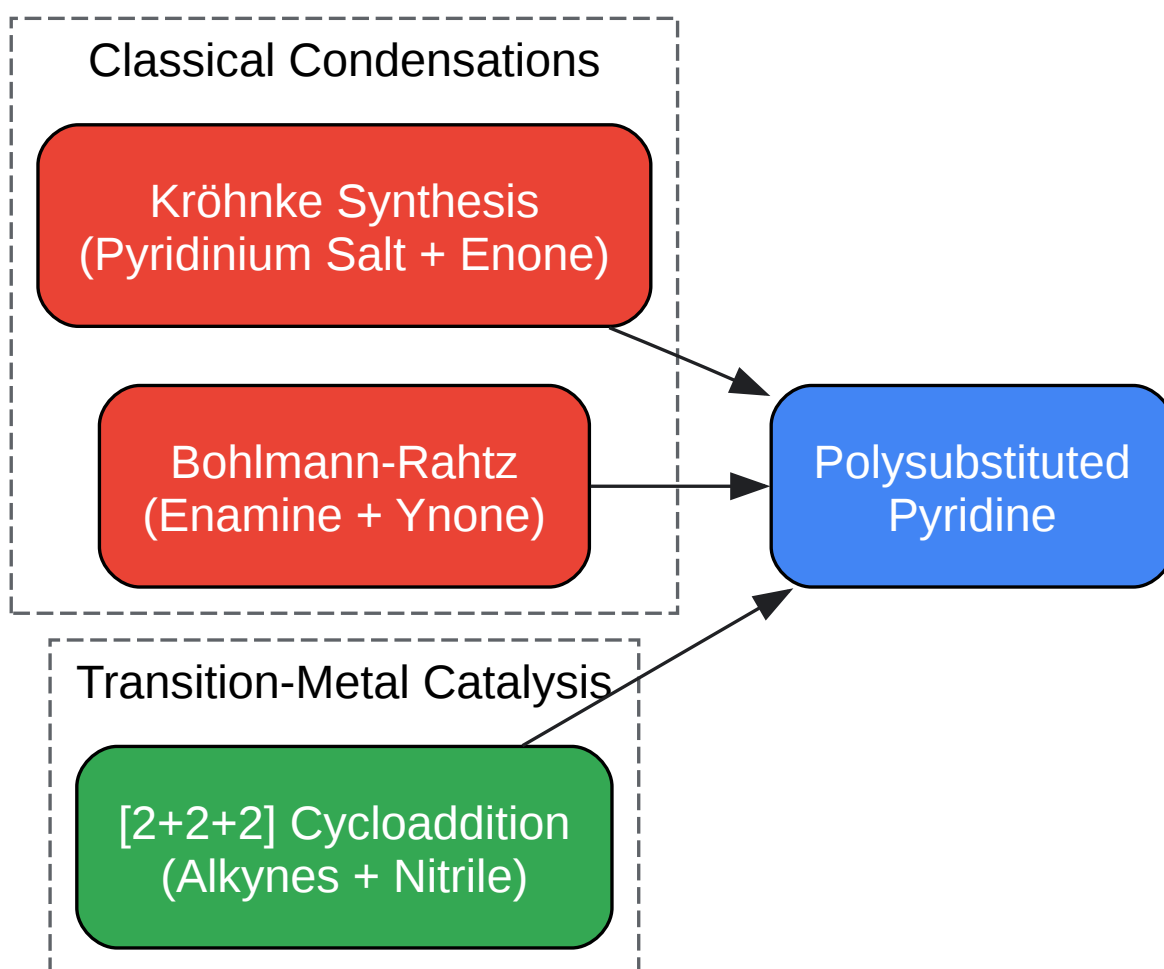 Classical Condensations
Kröhnke Synthesis
(Pyridinium Salt + Enone)
Bohlmann-Rahtz
(Enamine + Ynone)
Polysubstituted
Pyridine
Transition-Metal Catalysis
[2+2+2] Cycloaddition
(Alkynes + Nitrile)